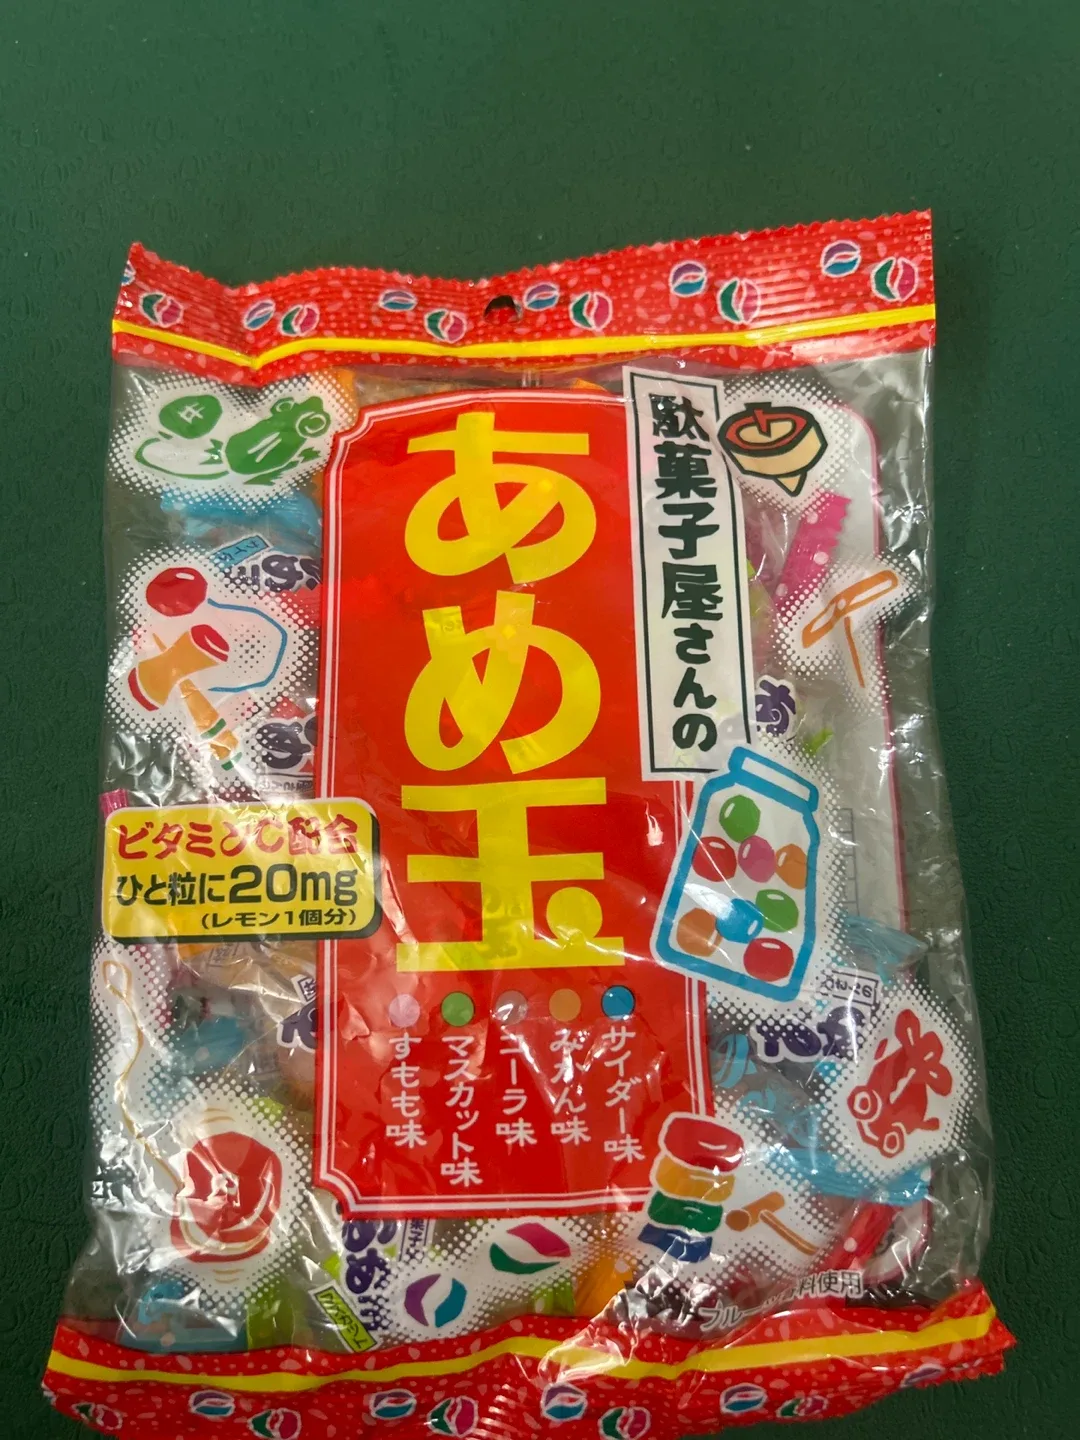 駄菓子屋さんの
あめ玉
ビタミンC配合
ひと粒に20mg
(レモン1個分)
サイダー味
みかん味
コーラ味
マスカット味
すもも味